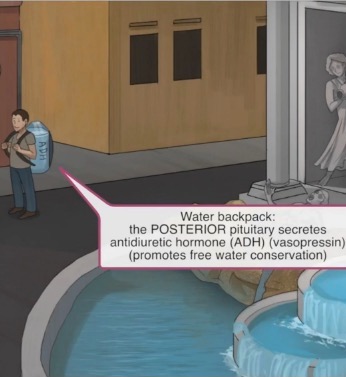 ADH
Water backpack:
the POSTERIOR pituitary secretes
antidiuretic hormone (ADH) (vasopressin)
(promotes free water conservation)